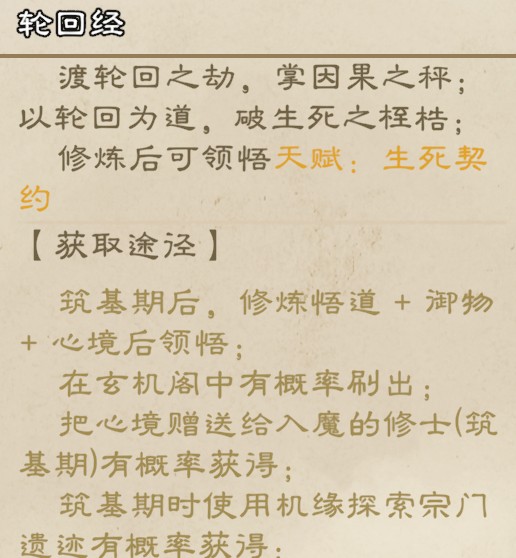 轮回经
渡轮回之劫，掌因果之秤；
以轮回为道，破生死之桎梏；
修炼后可领悟天赋：生死契
约
【获取途径】
筑基期后，修炼悟道 + 御物
+ 心境后领悟；
在玄机阁中有概率刷出；
把心境赠送给入魔的修士(筑
基期)有概率获得；
筑基期时使用机缘探索宗门
遗迹有概率获得；